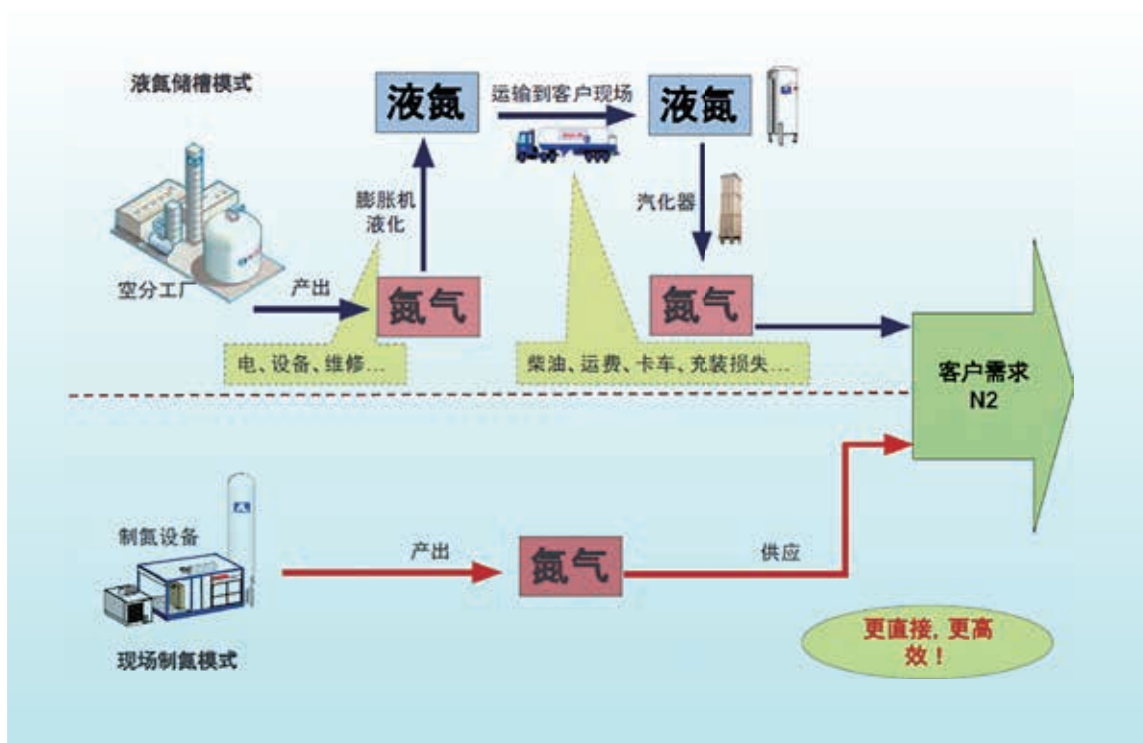 液氮储槽模式
液氮
运输到客户现场
液氮
膨胀机
液化
汽化器
空分工厂
产出
氮气
氮气
电、设备、维修...
柴油、运费、卡车、充装损失...
客户需求
N2
制氮设备
产出
氮气
供应
现场制氮模式
更直接,更高
效！